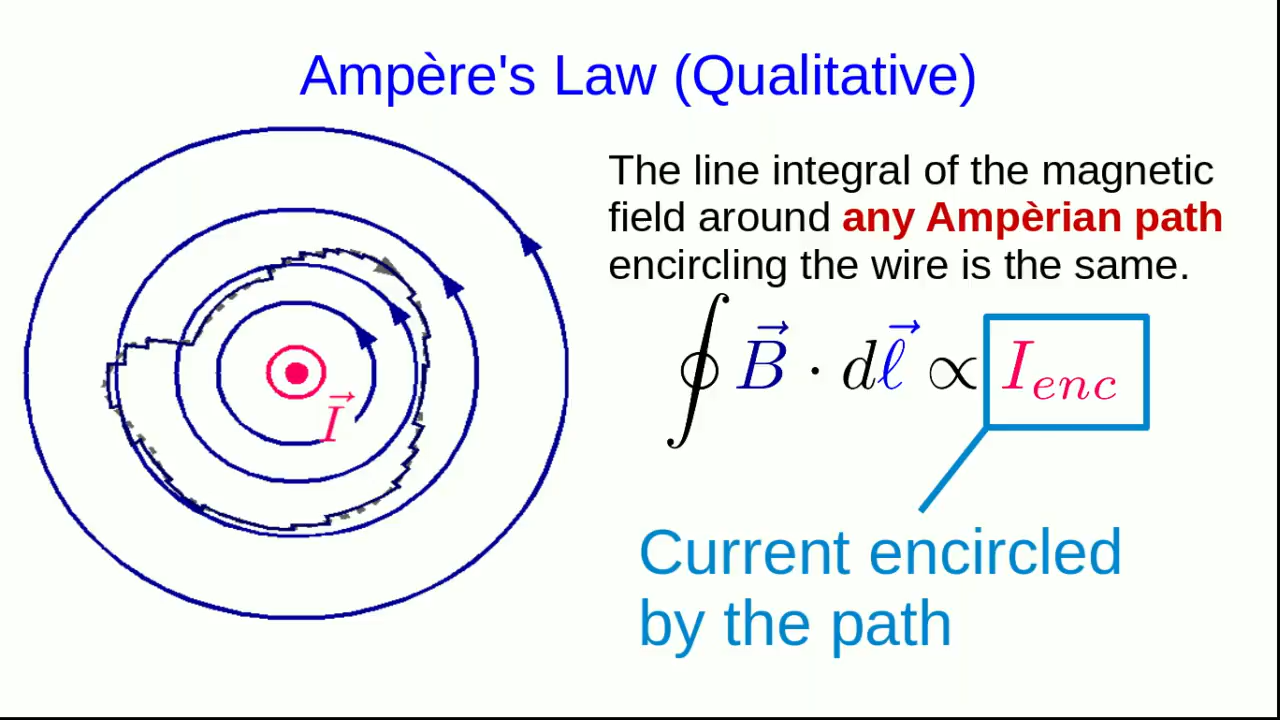 Ampère's Law (Qualitative)
The line integral of the magnetic
field around any Ampèrian path
encircling the wire is the same.
∮ B⃗ · dℓ⃗ ∝ I_enc
I⃗
Current encircled
by the path